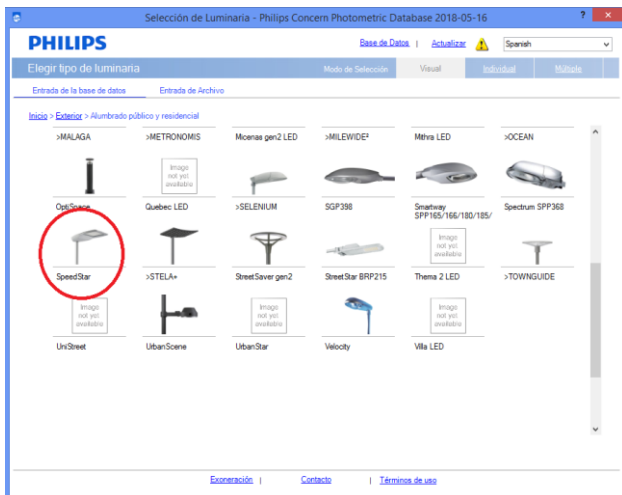 Selección de Luminaria - Philips Concern Photometric Database 2018-05-16 ? ×
PHILIPS Base de Datos | Actualizar Spanish
Elegir tipo de luminaria Modo de Selección Visual Individual Múltiple
Entrada de la base de datos Entrada de Archivo
Inicio > Exterior > Alumbrado público y residencial
>MALAGA >METRONOMIS Micenas gen2 LED >MILEWIDE² Mithra LED >OCEAN
Image
not yet
available
OptiSpace Quebec LED >SELENIUM SGP398 Smartway
SPP165/166/180/185/ Spectrum SPP368
Image
not yet
available
SpeedStar >STELA+ StreetSaver gen2 StreetStar BRP215 Thema 2 LED >TOWNGUIDE
Image
not yet
available
Image
not yet
available
Image
not yet
available
UniStreet UrbanScene UrbanStar Velocity Villa LED
Exoneración | Contacto | Términos de uso